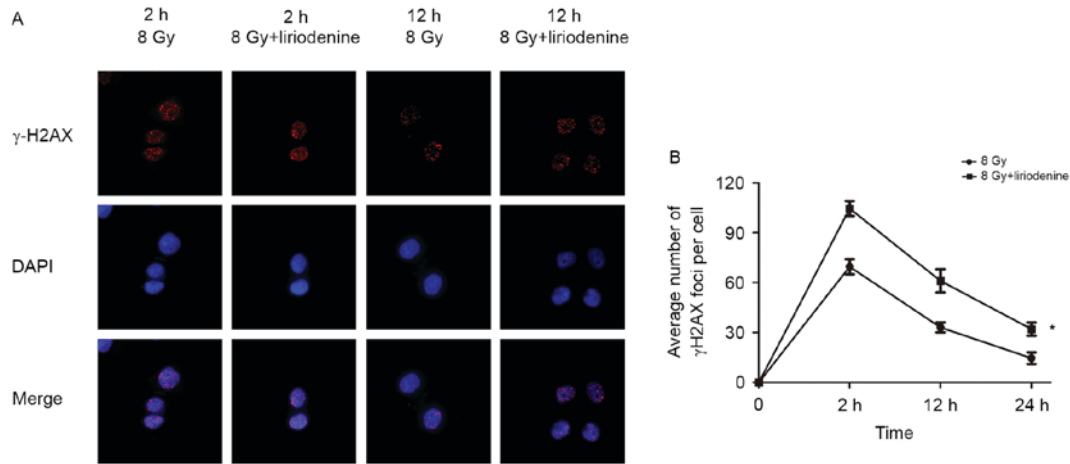 A
2 h
8 Gy
2 h
8 Gy+liriodenine
12 h
8 Gy
12 h
8 Gy+liriodenine
γ-H2AX
DAPI
Merge
B
8 Gy
8 Gy+liriodenine
Average number of
γH2AX foci per cell
120
90
60
30
0
*
0
2 h
12 h
24 h
Time